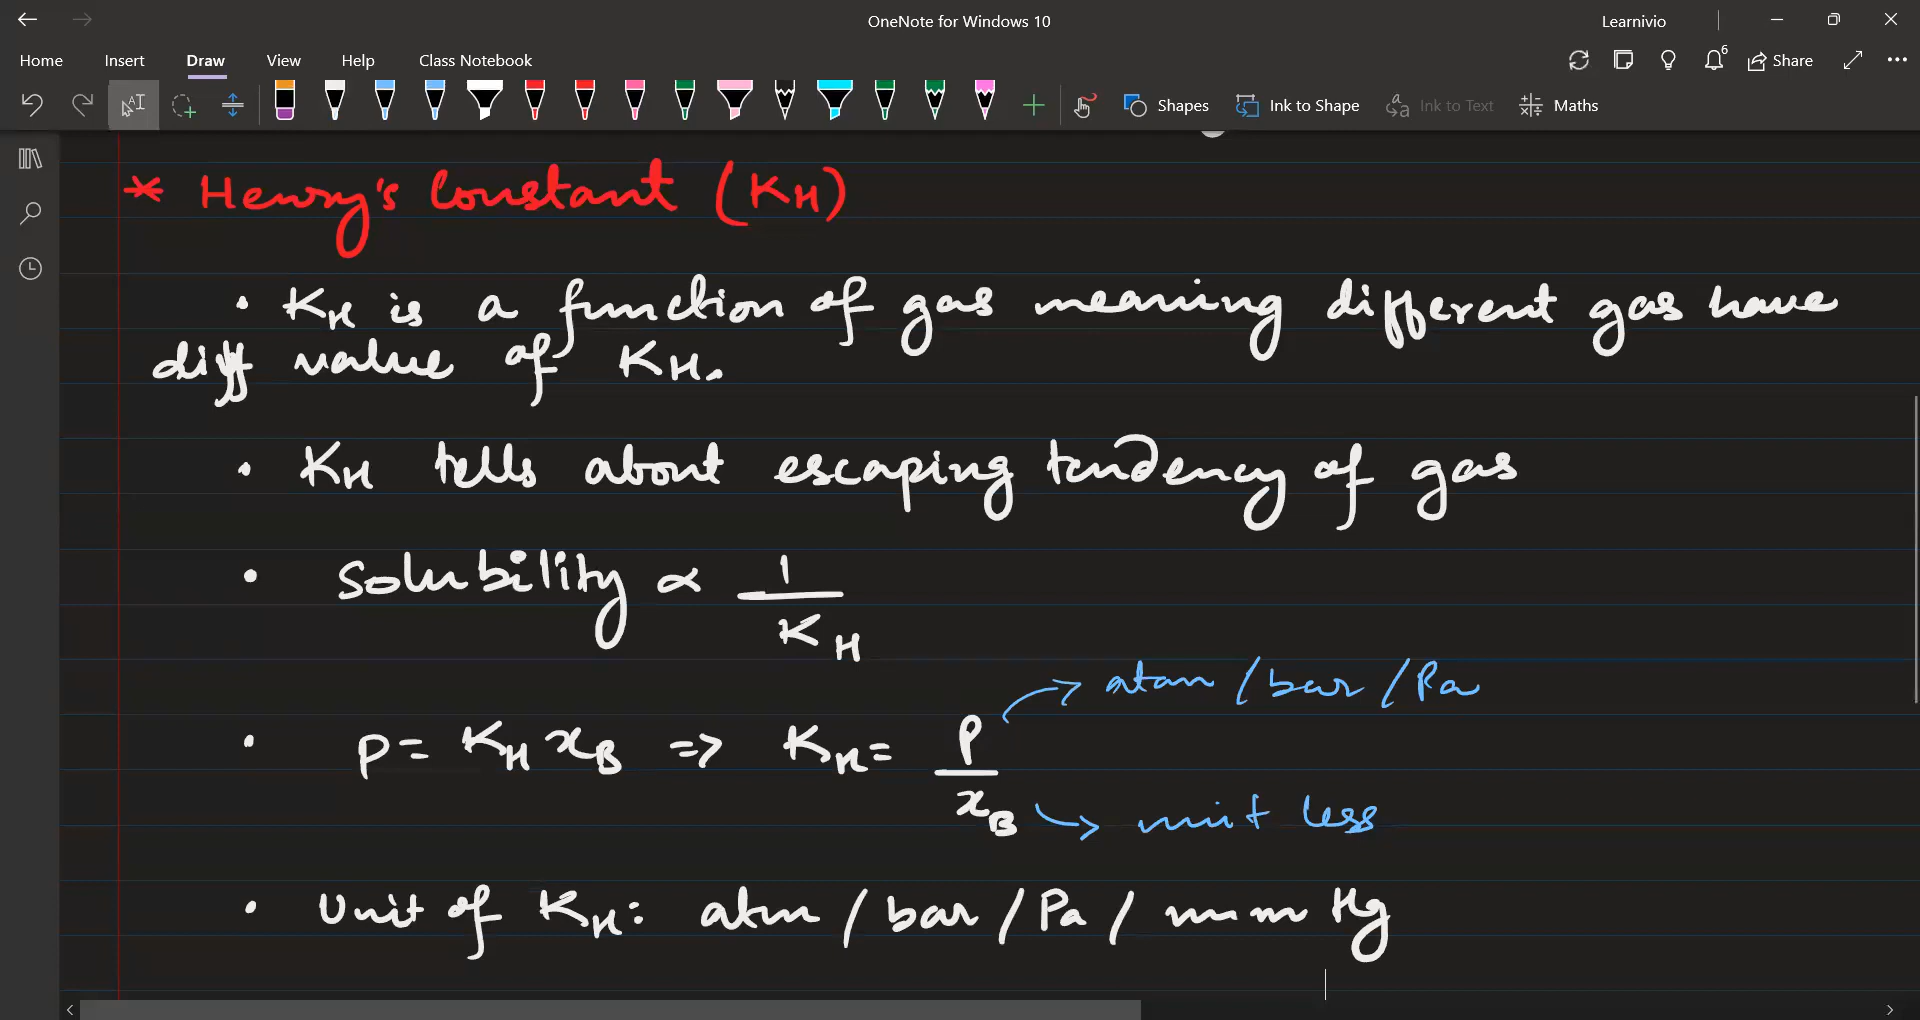 OneNote for Windows 10
Learnivio
Home Insert Draw View Help Class Notebook
6
Share
Shapes Ink to Shape Ink to Text Maths
* Henry's Constant (KH)
• KH is a function of gas meaning different gas have
diff value of KH.
• KH tells about escaping tendency of gas
• Solubility ∝ 1/KH
→ atm / bar / Pa
• P = KH xB ⇒ KH = P/xB
→ unit less
• Unit of KH: atm / bar / Pa / mm Hg